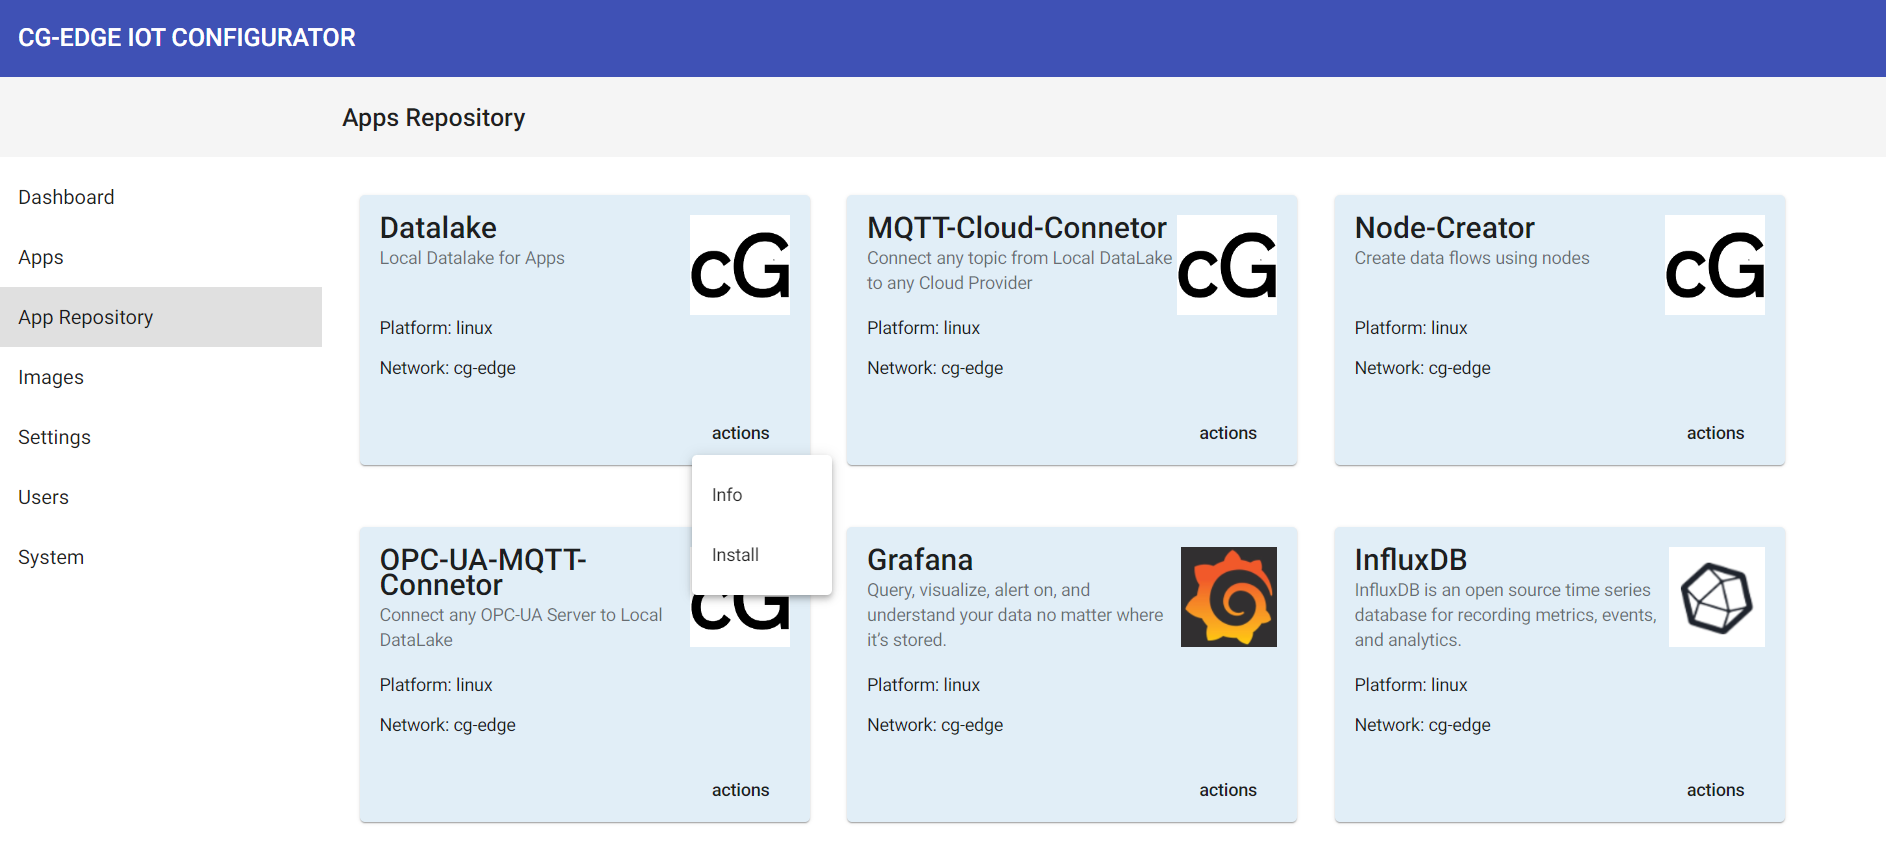 CG-EDGE IOT CONFIGURATOR
Apps Repository
Dashboard
Apps
App Repository
Images
Settings
Users
System
Datalake
Local Datalake for Apps
cG
Platform: linux
Network: cg-edge
actions
Info
Install
MQTT-Cloud-Connetor
Connect any topic from Local DataLake
to any Cloud Provider
cG
Platform: linux
Network: cg-edge
actions
Node-Creator
Create data flows using nodes
cG
Platform: linux
Network: cg-edge
actions
OPC-UA-MQTT-
Connetor
Connect any OPC-UA Server to Local
DataLake
cG
Platform: linux
Network: cg-edge
actions
Grafana
Query, visualize, alert on, and
understand your data no matter where
it’s stored.
Platform: linux
Network: cg-edge
actions
InfluxDB
InfluxDB is an open source time series
database for recording metrics, events,
and analytics.
Platform: linux
Network: cg-edge
actions